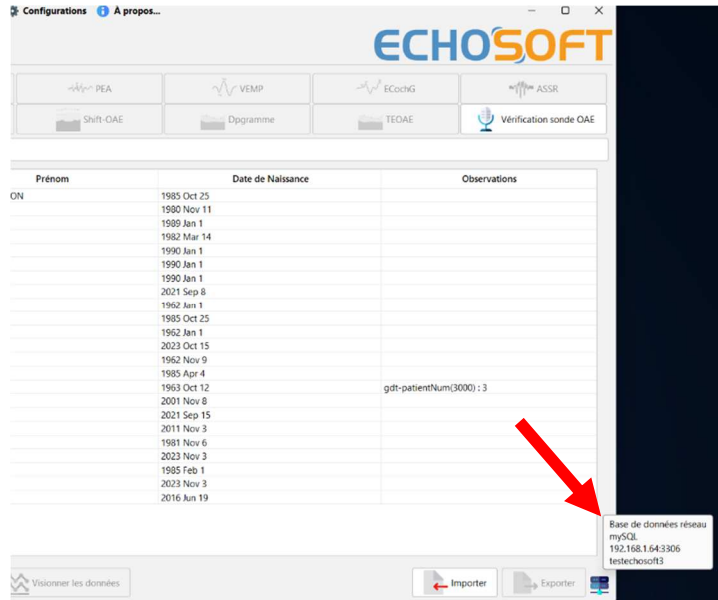 Configurations À propos...
ECHOSOFT
PEA VEMP ECochG ASSR
Shift-OAE Dpgramme TEOAE Vérification sonde OAE
Prénom Date de Naissance Observations
ON 1985 Oct 25
1980 Nov 11
1989 Jan 1
1982 Mar 14
1990 Jan 1
1990 Jan 1
1990 Jan 1
2021 Sep 8
1962 Jan 1
1985 Oct 25
1962 Jan 1
2023 Oct 15
1962 Nov 9
1985 Apr 4
1963 Oct 12 gdt-patientNum(3000) : 3
2001 Nov 8
2021 Sep 15
2011 Nov 3
1981 Nov 6
2023 Nov 3
1985 Feb 1
2023 Nov 3
2016 Jun 19
Base de données réseau
mySQL
192.168.1.64:3306
testechosoft3
Visionner les données Importer Exporter